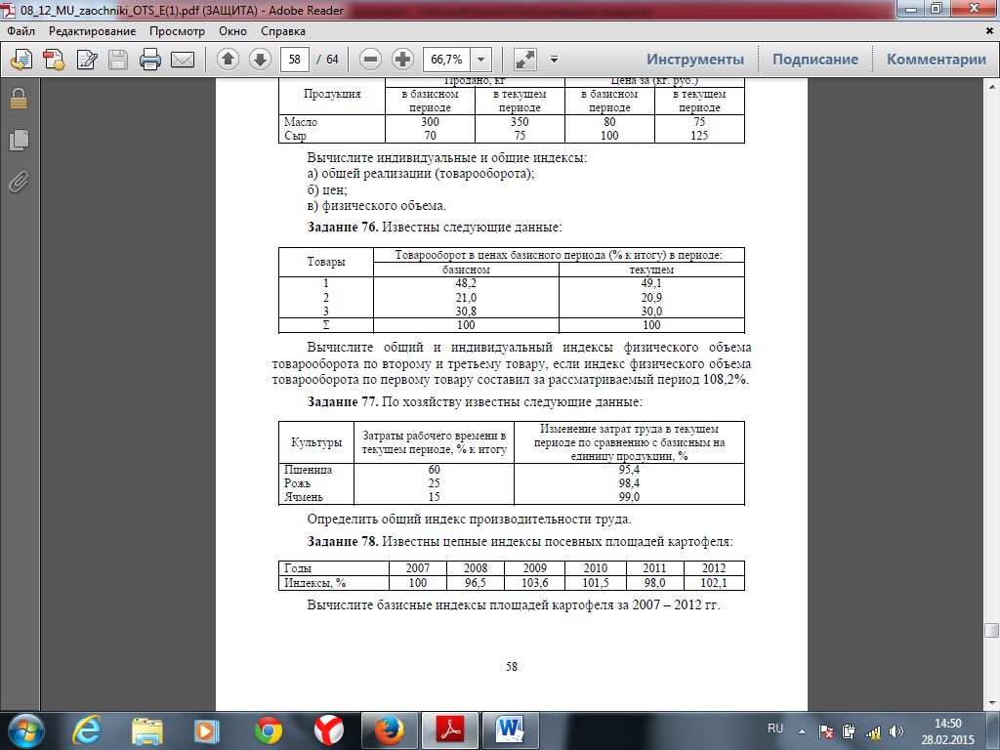 08_12_MU_zaochniki_OTS_E(1).pdf (ЗАЩИТА) - Adobe Reader
Файл Редактирование Просмотр Окно Справка
58 / 64 66,7% Инструменты Подписание Комментарии
Продукция Продано, кг Цена за (кг. руб.)
в базисном периоде в текущем периоде в базисном периоде в текущем периоде
Масло 300 350 80 75
Сыр 70 75 100 125
Вычислите индивидуальные и общие индексы:
а) общей реализации (товарооборота);
б) цен;
в) физического объема.
Задание 76. Известны следующие данные:
Товары Товарооборот в ценах базисного периода (% к итогу) в периоде:
базисном текущем
1 48,2 49,1
2 21,0 20,9
3 30,8 30,0
Σ 100 100
Вычислите общий и индивидуальный индексы физического объема
товарооборота по второму и третьему товару, если индекс физического объема
товарооборота по первому товару составил за рассматриваемый период 108,2%.
Задание 77. По хозяйству известны следующие данные:
Культуры Затраты рабочего времени в текущем периоде, % к итогу Изменение затрат труда в текущем периоде по сравнению с базисным на единицу продукции, %
Пшеница 60 95,4
Рожь 25 98,4
Ячмень 15 99,0
Определить общий индекс производительности труда.
Задание 78. Известны цепные индексы посевных площадей картофеля:
Годы 2007 2008 2009 2010 2011 2012
Индексы, % 100 96,5 103,6 101,5 98,0 102,1
Вычислите базисные индексы площадей картофеля за 2007 – 2012 гг.
58
RU 14:50
28.02.2015